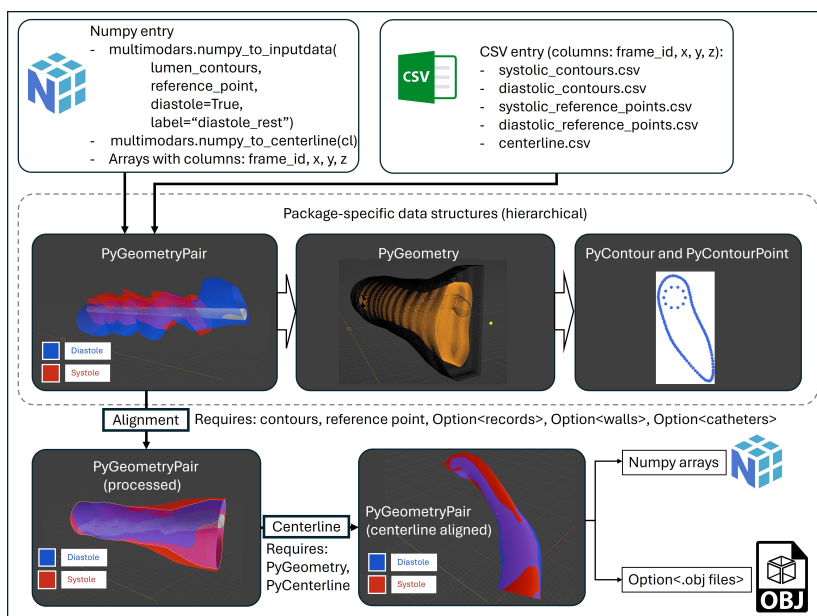 Numpy entry
- multimodars.numpy_to_inputdata(
lumen_contours,
reference_point,
diastole=True,
label=“diastole_rest”)
- multimodars.numpy_to_centerline(cl)
- Arrays with columns: frame_id, x, y, z
CSV
CSV entry (columns: frame_id, x, y, z):
- systolic_contours.csv
- diastolic_contours.csv
- systolic_reference_points.csv
- diastolic_reference_points.csv
- centerline.csv
Package-specific data structures (hierarchical)
PyGeometryPair
Diastole
Systole
PyGeometry
PyContour and PyContourPoint
Alignment
Requires: contours, reference point, Option<records>, Option<walls>, Option<catheters>
PyGeometryPair
(processed)
Diastole
Systole
Centerline
Requires:
PyGeometry,
PyCenterline
PyGeometryPair
(centerline aligned)
Diastole
Systole
Numpy arrays
Option<.obj files>
OBJ